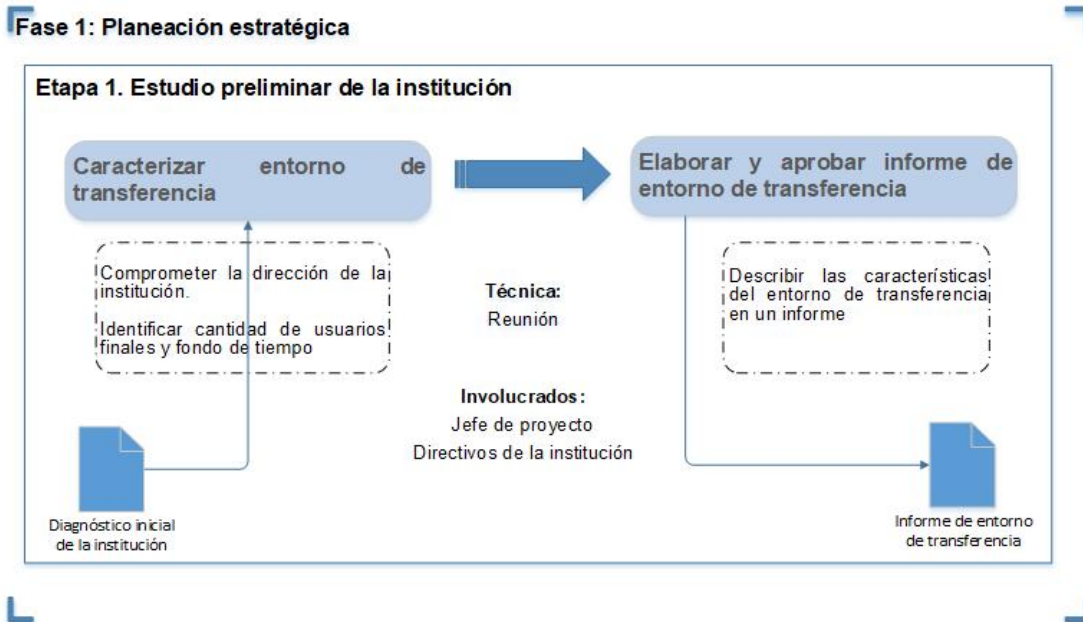 Fase 1: Planeación estratégica
Etapa 1. Estudio preliminar de la institución
Caracterizar entorno de
transferencia
Elaborar y aprobar informe de
entorno de transferencia
Comprometer la dirección de la
institución.
Identificar cantidad de usuarios
finales y fondo de tiempo
Técnica:
Reunión
Involucrados:
Jefe de proyecto
Directivos de la institución
Describir las características
del entorno de transferencia
en un informe
Diagnóstico inicial
de la institución
Informe de entorno
de transferencia